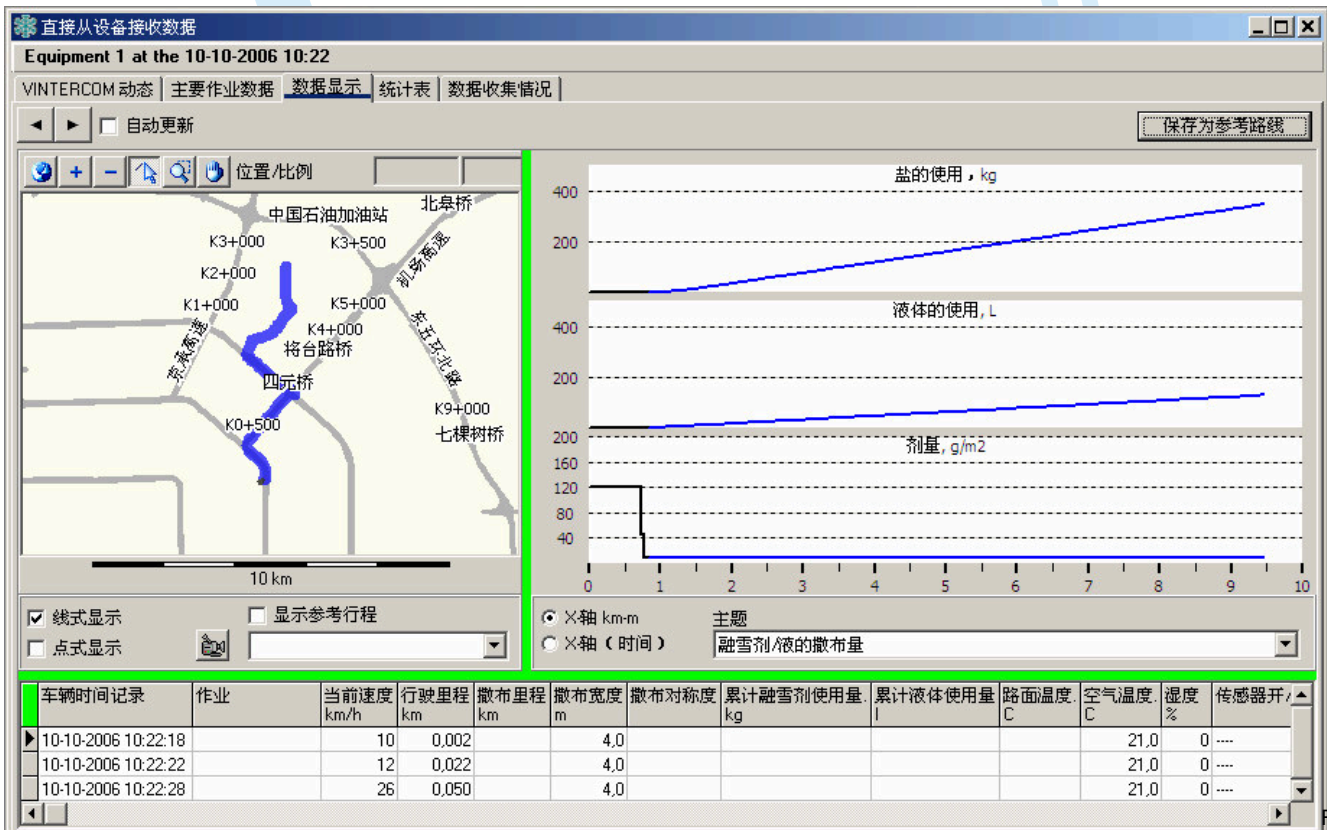 直接从设备接收数据
Equipment 1 at the 10-10-2006 10:22
VINTERCOM 动态 主要作业数据 数据显示 统计表 数据收集情况
自动更新 保存为参考路线
位置/比例
中国石油加油站 北皋桥
K3+000 K3+500
机场高速
K2+000
K1+000 K5+000
K4+000
京承高速 将台路桥 东五环北路
四元桥
K9+000
K0+500 七棵树桥
10 km
盐的使用，kg
400
200
液体的使用, L
400
200
剂量, g/m2
200
160
120
80
40
0 1 2 3 4 5 6 7 8 9 10
线式显示 显示参考行程
点式显示
X-轴 km-m 主题
X-轴（时间） 融雪剂/液的撒布量
车辆时间记录 作业 当前速度 行驶里程 撒布里程 撒布宽度 撒布对称度 累计融雪剂使用量. 累计液体使用量 路面温度. 空气温度. 湿度 传感器开/
km/h km km m kg l C C %
10-10-2006 10:22:18 10 0,002 4,0 21,0 0 ----
10-10-2006 10:22:22 12 0,022 4,0 21,0 0 ----
10-10-2006 10:22:28 26 0,050 4,0 21,0 0 ----